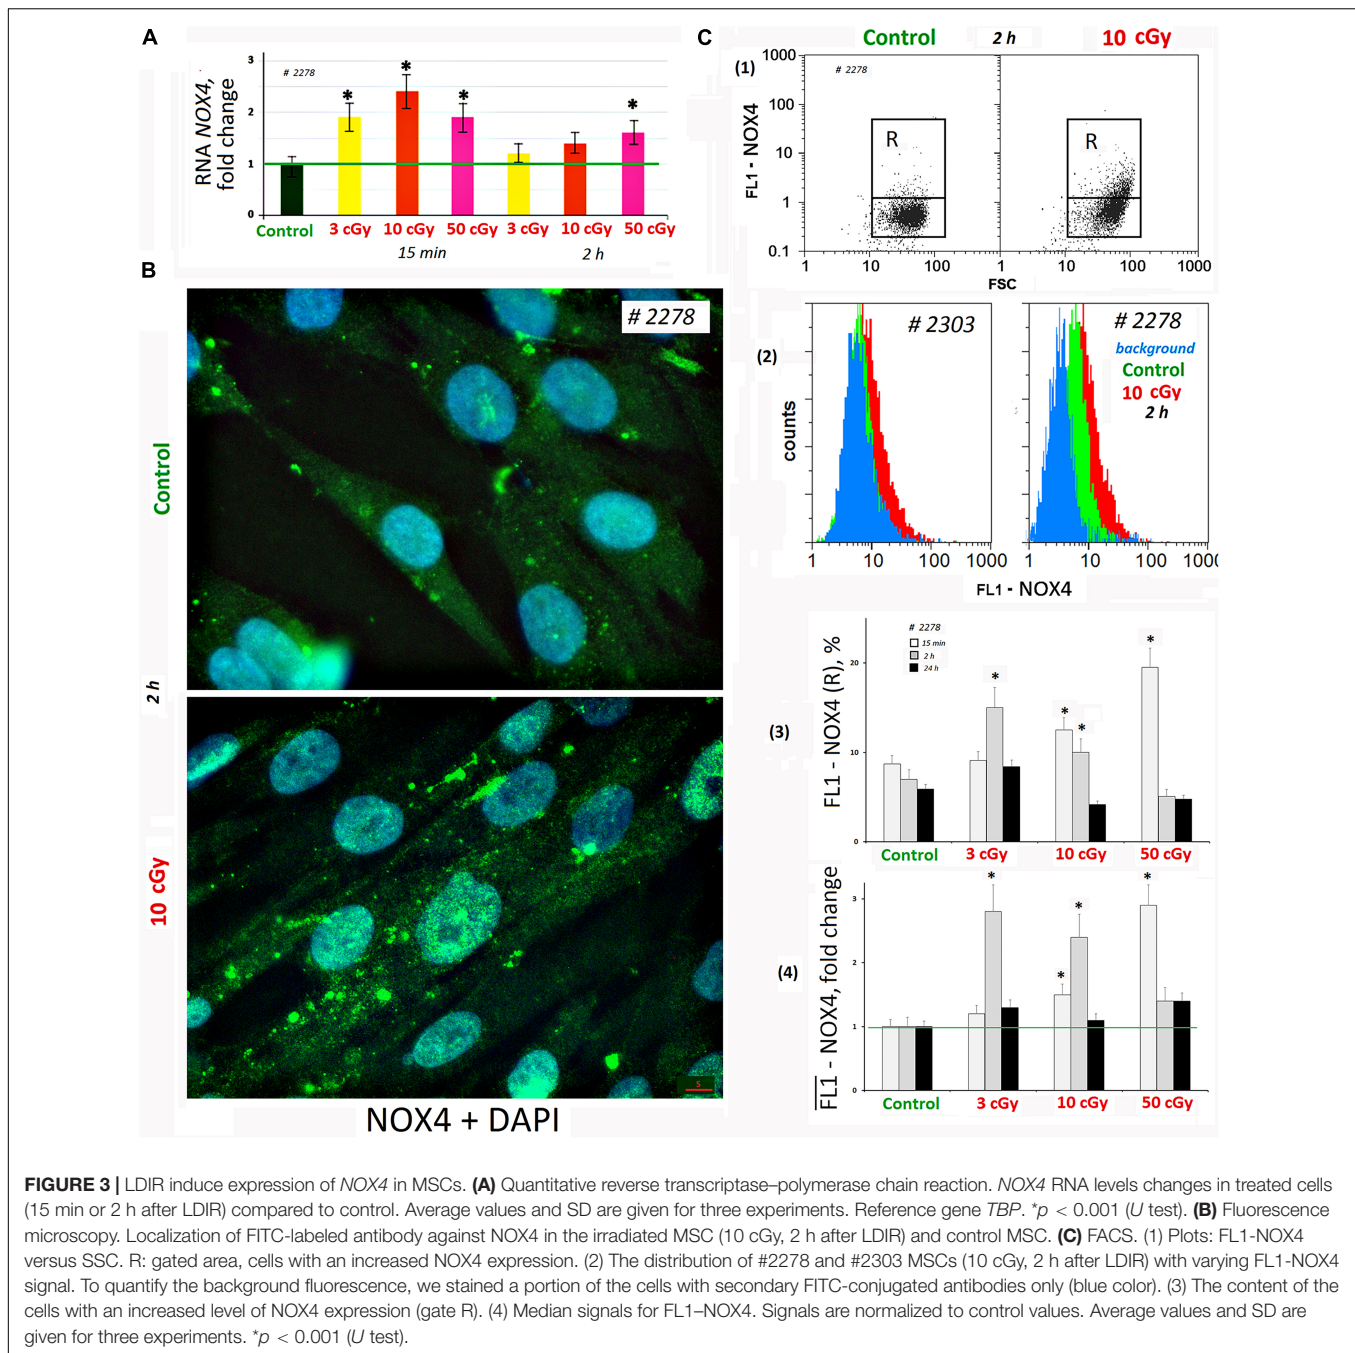 A
RNA NOX4,
fold change
3
2
1
0
# 2278
* * * *
Control 3 cGy 10 cGy 50 cGy 3 cGy 10 cGy 50 cGy
15 min 2 h
B
Control
2 h
10 cGy
# 2278
5
NOX4 + DAPI
C
Control 2 h 10 cGy
(1)
FL1 - NOX4
1000
100
10
1
0.1
# 2278
R R
1 10 100 1 10 100 1000
FSC
(2)
counts
# 2303
# 2278
background
Control
10 cGy
2 h
1 10 100 1000 1 10 100 1000
FL1 - NOX4
(3)
FL1 - NOX4 (R), %
20
10
0
# 2278
15 min
2 h
24 h
* * * *
Control 3 cGy 10 cGy 50 cGy
(4)
FL1 - NOX4, fold change
3
2
1
0
* * * *
Control 3 cGy 10 cGy 50 cGy
FIGURE 3 | LDIR induce expression of NOX4 in MSCs. (A) Quantitative reverse transcriptase–polymerase chain reaction. NOX4 RNA levels changes in treated cells
(15 min or 2 h after LDIR) compared to control. Average values and SD are given for three experiments. Reference gene TBP. *p < 0.001 (U test). (B) Fluorescence
microscopy. Localization of FITC-labeled antibody against NOX4 in the irradiated MSC (10 cGy, 2 h after LDIR) and control MSC. (C) FACS. (1) Plots: FL1-NOX4
versus SSC. R: gated area, cells with an increased NOX4 expression. (2) The distribution of #2278 and #2303 MSCs (10 cGy, 2 h after LDIR) with varying FL1-NOX4
signal. To quantify the background fluorescence, we stained a portion of the cells with secondary FITC-conjugated antibodies only (blue color). (3) The content of the
cells with an increased level of NOX4 expression (gate R). (4) Median signals for FL1–NOX4. Signals are normalized to control values. Average values and SD are
given for three experiments. *p < 0.001 (U test).